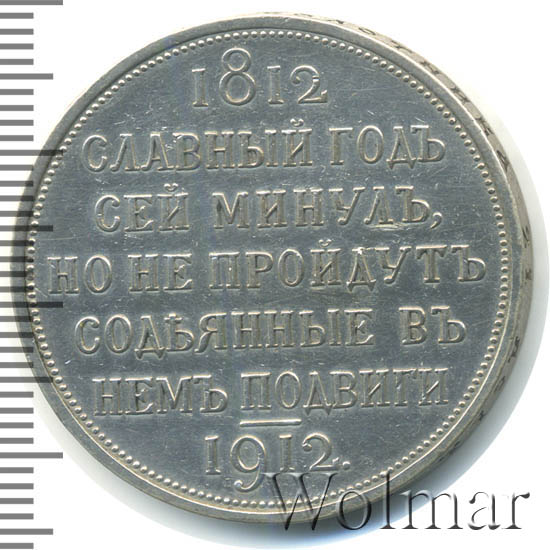 1812
СЛАВНЫЙ ГОДЪ
СЕЙ МИНУЛЪ,
НО НЕ ПРОЙДУТЪ
СОДѢЯННЫЕ ВЪ
НЕМЪ ПОДВИГИ
1912.
Wolmar